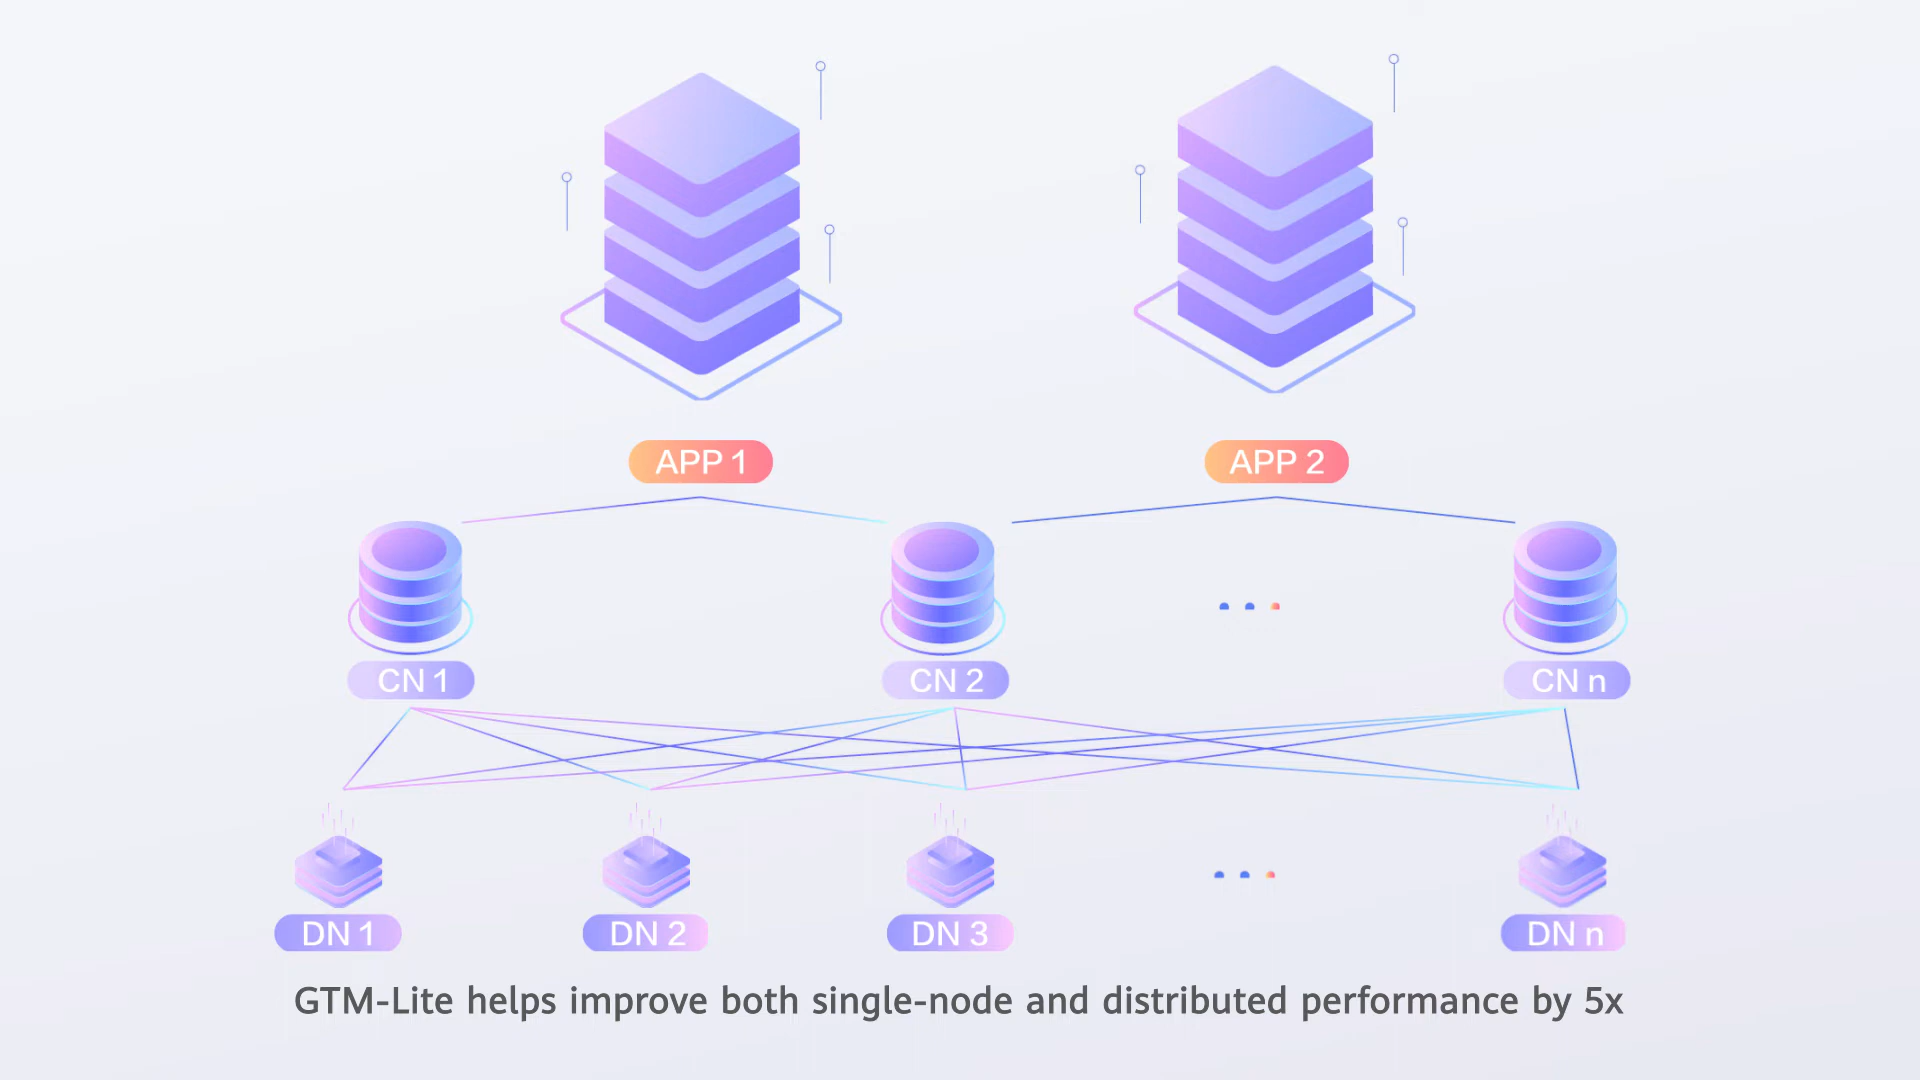 APP 1
APP 2
CN 1
CN 2
CN n
DN 1
DN 2
DN 3
DN n
GTM-Lite helps improve both single-node and distributed performance by 5x